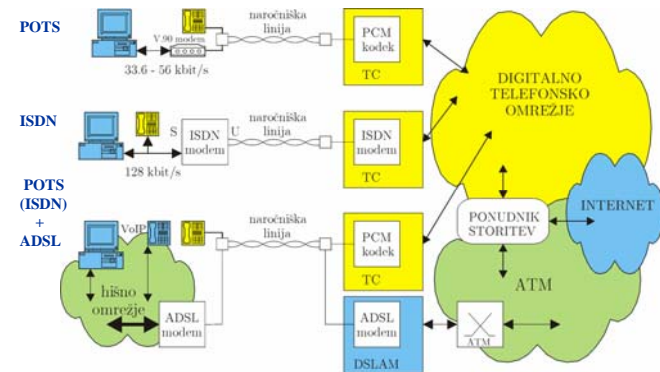 POTS
V.90 modem
33.6 - 56 kbit/s
naročniška
linija
PCM
kodek
TC
DIGITALNO
TELEFONSKO
OMREŽJE
ISDN
S
ISDN
modem
U
128 kbit/s
naročniška
linija
ISDN
modem
TC
POTS
(ISDN)
+
ADSL
VoIP
hišno
omrežje
ADSL
modem
naročniška
linija
PCM
kodek
TC
ADSL
modem
DSLAM
ATM
PONUDNIK
STORITEV
INTERNET
ATM